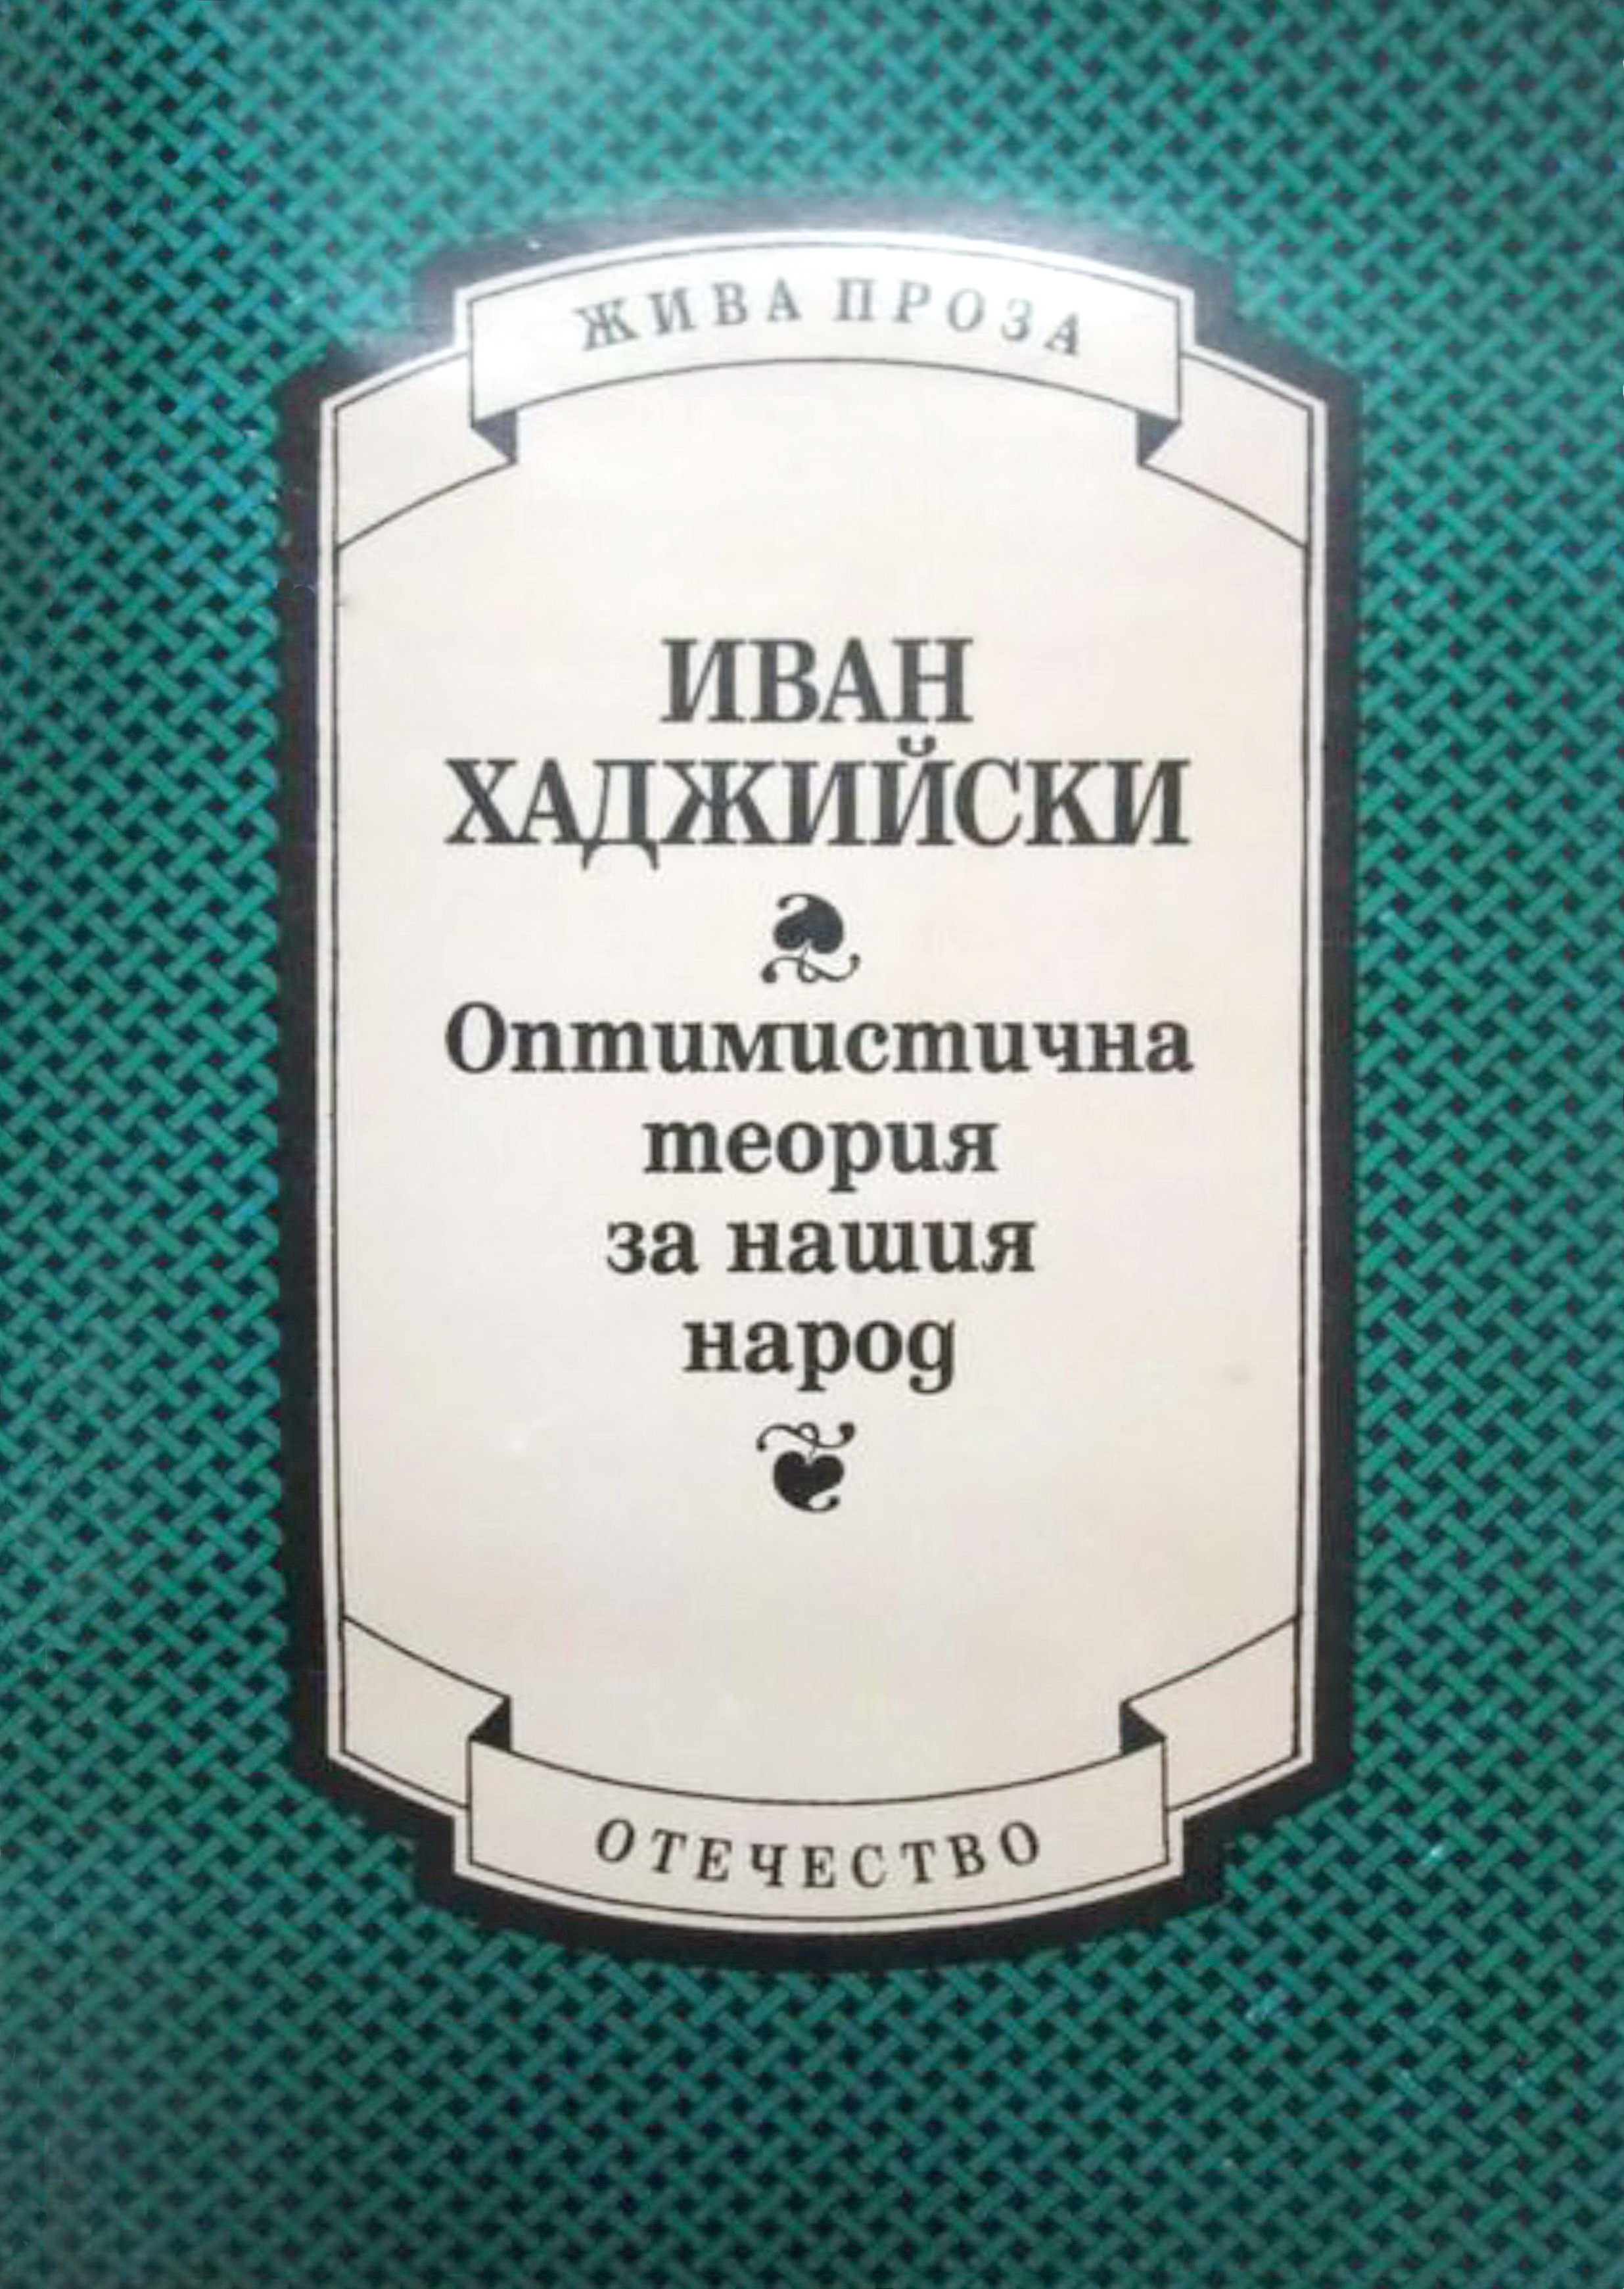 ЖИВА ПРОЗА
ИВАН
ХАДЖИЙСКИ
Оптимистична
теория
за нашия
народ
ОТЕЧЕСТВО